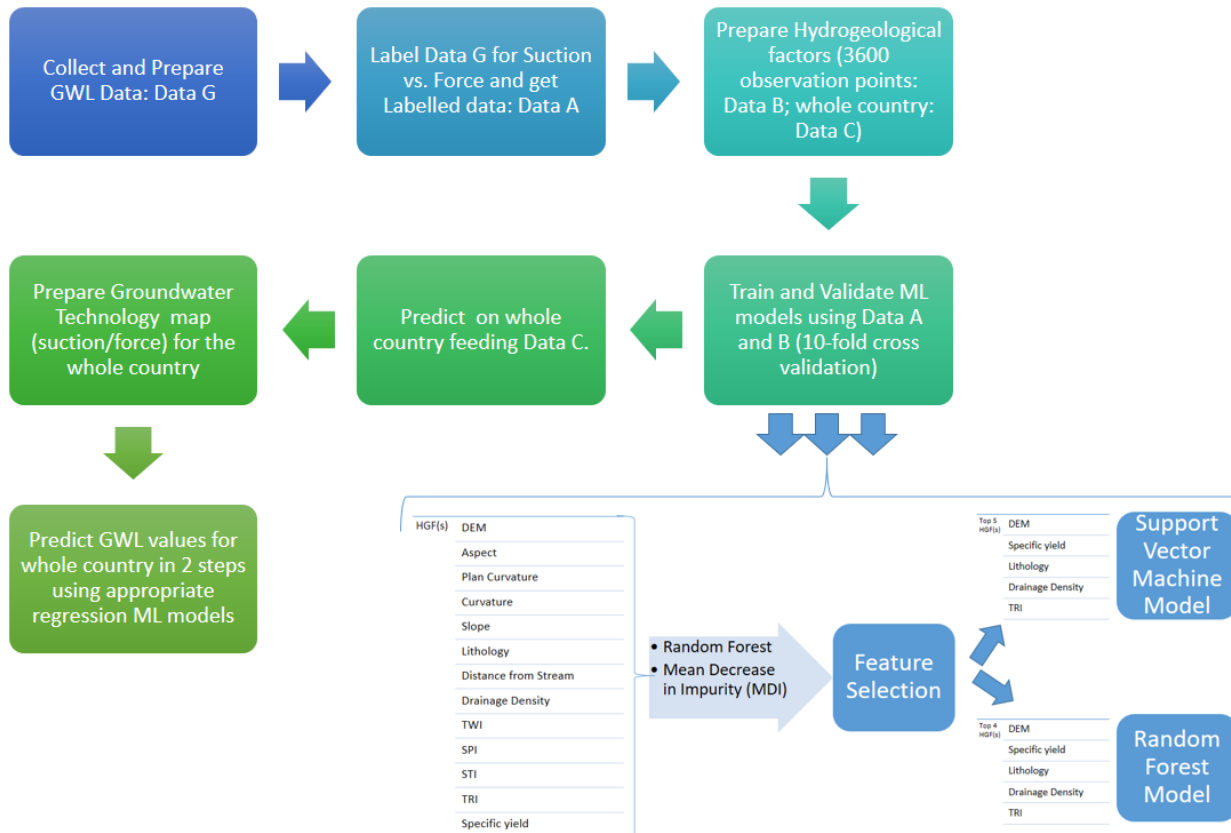 Collect and Prepare
GWL Data: Data G
Label Data G for Suction
vs. Force and get
Labelled data: Data A
Prepare Hydrogeological
factors (3600
observation points:
Data B; whole country:
Data C)
Train and Validate ML
models using Data A
and B (10-fold cross
validation)
Predict on whole
country feeding Data C.
Prepare Groundwater
Technology map
(suction/force) for the
whole country
Predict GWL values for
whole country in 2 steps
using appropriate
regression ML models
HGF(s)
DEM
Aspect
Plan Curvature
Curvature
Slope
Lithology
Distance from Stream
Drainage Density
TWI
SPI
STI
TRI
Specific yield
• Random Forest
• Mean Decrease
in Impurity (MDI)
Feature
Selection
Top 5
HGF(s)
DEM
Specific yield
Lithology
Drainage Density
TRI
Support
Vector
Machine
Model
Top 4
HGF(s)
DEM
Specific yield
Lithology
Drainage Density
TRI
Random
Forest
Model